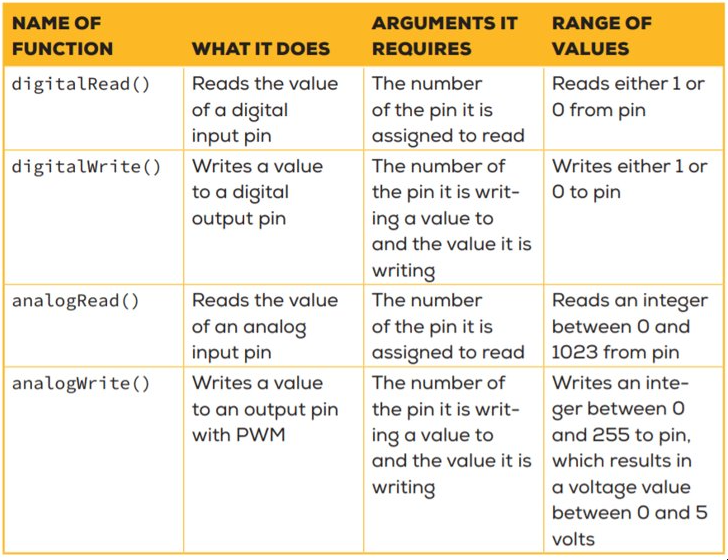 NAME OF FUNCTION
WHAT IT DOES
ARGUMENTS IT REQUIRES
RANGE OF VALUES
digitalRead()
Reads the value
of a digital
input pin
The number
of the pin it is
assigned to read
Reads either 1 or
0 from pin
digitalWrite()
Writes a value
to a digital
output pin
The number of
the pin it is writ-
ing a value to
and the value it is
writing
Writes either 1 or
0 to pin
analogRead()
Reads the value
of an analog
input pin
The number
of the pin it is
assigned to read
Reads an integer
between 0 and
1023 from pin
analogWrite()
Writes a value
to an output pin
with PWM
The number of
the pin it is writ-
ing a value to
and the value it is
writing
Writes an inte-
ger between 0
and 255 to pin,
which results in
a voltage value
between 0 and 5
volts